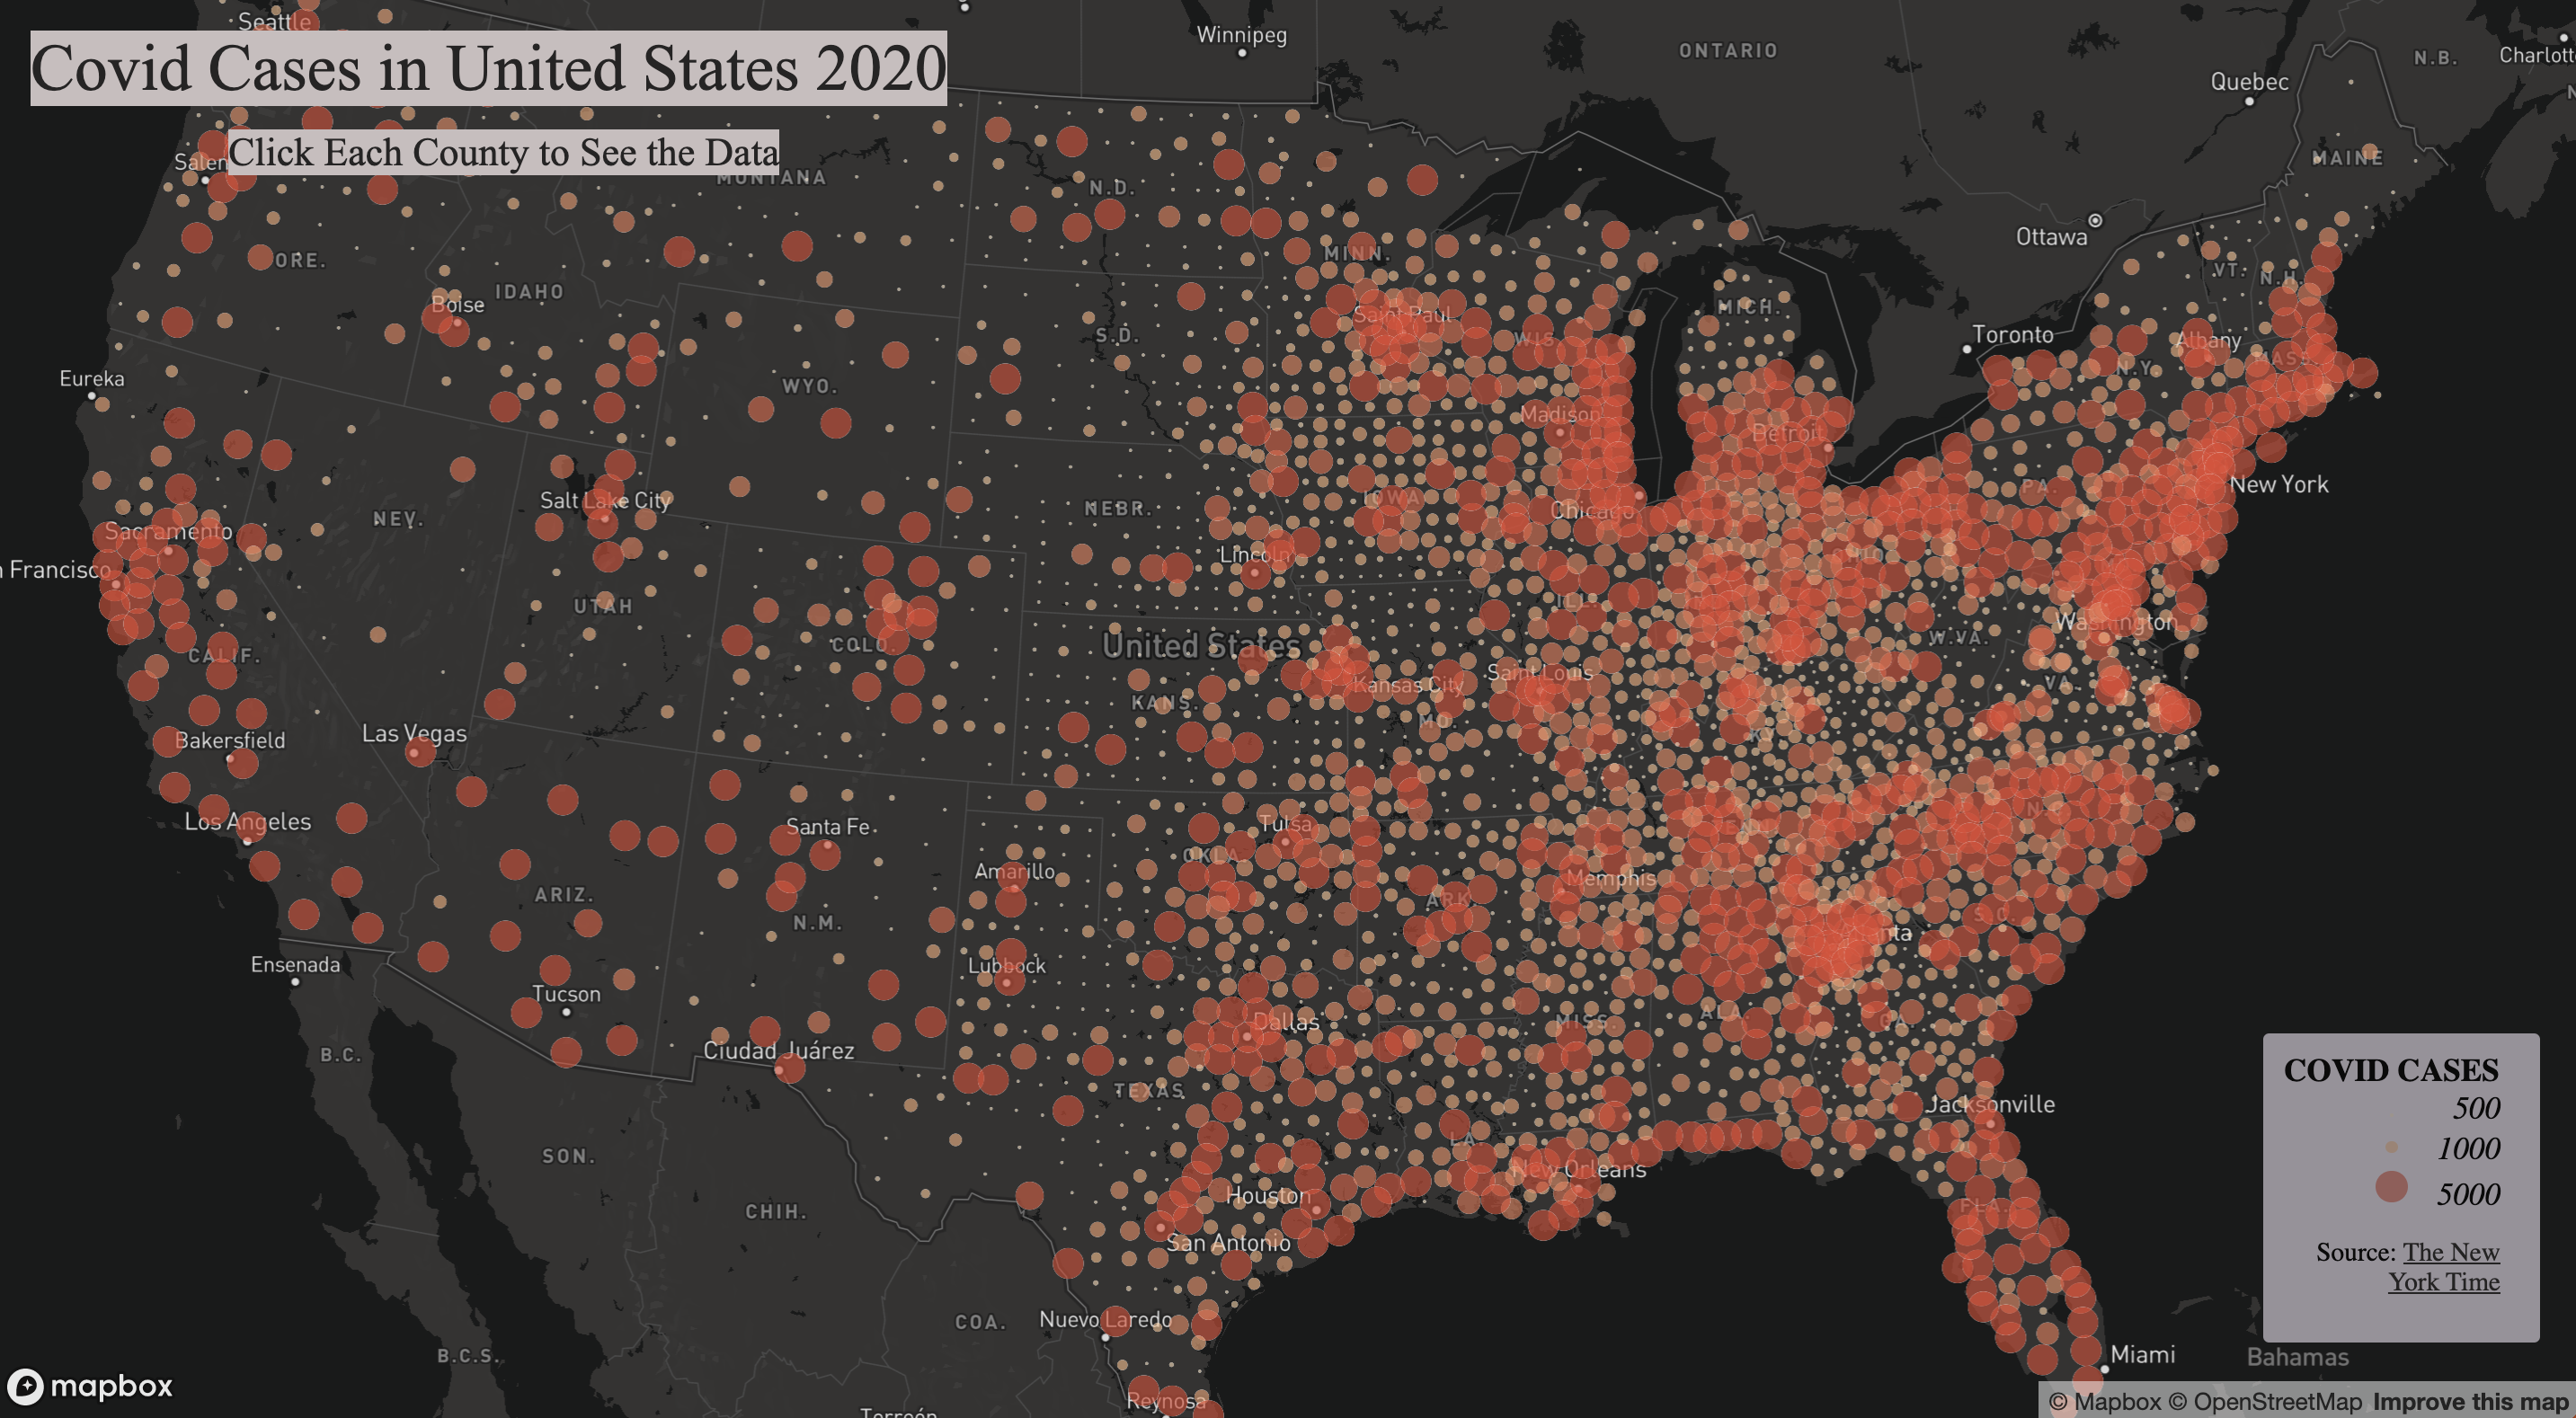 Seattle
Winnipeg
ONTARIO
N.B.
Charlott
Covid Cases in United States 2020
Quebec
Click Each County to See the Data
Salem
MONTANA
N.D.
MAINE
Ottawa
ORE.
MINN.
VT.
N.H.
IDAHO
Boise
MICH.
Saint Paul
S.D.
WIS.
Toronto
Albany
MASS.
N.Y.
Eureka
WYO.
Madison
Detroit
Salt Lake City
NEV.
NEBR.
IOWA
Chicago
PA.
New York
Sacramento
n Francisco
Lincoln
OHIO
UTAH
ILL.
Washington
CALIF.
COLO.
United States
W.VA.
KANS.
Kansas City
Saint Louis
VA.
MO.
Las Vegas
Bakersfield
KY.
Los Angeles
Santa Fe
Tulsa
TENN.
N.C.
OKLA.
Amarillo
ARIZ.
N.M.
Memphis
ARK.
S.C.
Atlanta
Ensenada
Lubbock
Tucson
Dallas
MISS.
ALA.
GA.
B.C.
Ciudad Juárez
TEXAS
Jacksonville
COVID CASES
500
1000
5000
Source: The New
York Time
SON.
LA.
New Orleans
CHIH.
Houston
FLA.
San Antonio
COA.
Nuevo Laredo
B.C.S.
Miami
Bahamas
mapbox
Reynosa
Torreón
© Mapbox © OpenStreetMap Improve this map